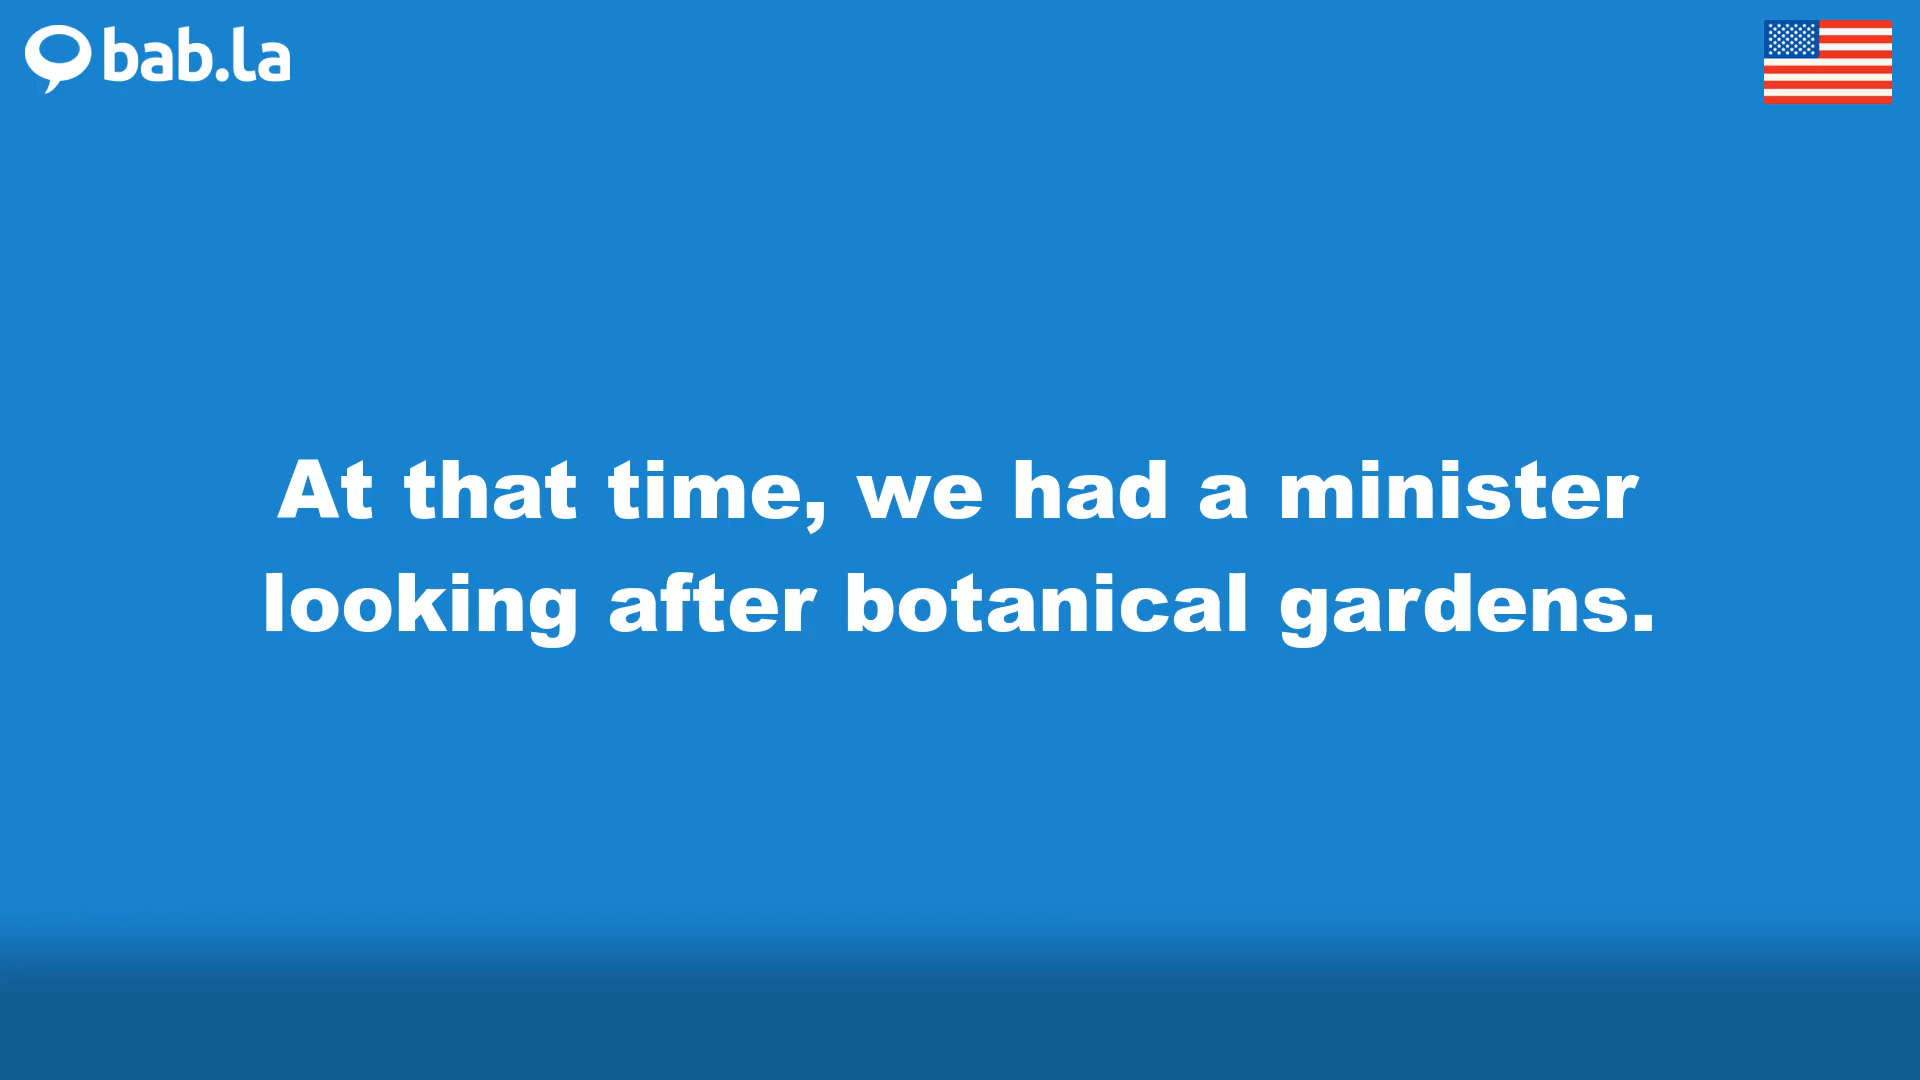 bab.la
At that time, we had a minister
looking after botanical gardens.